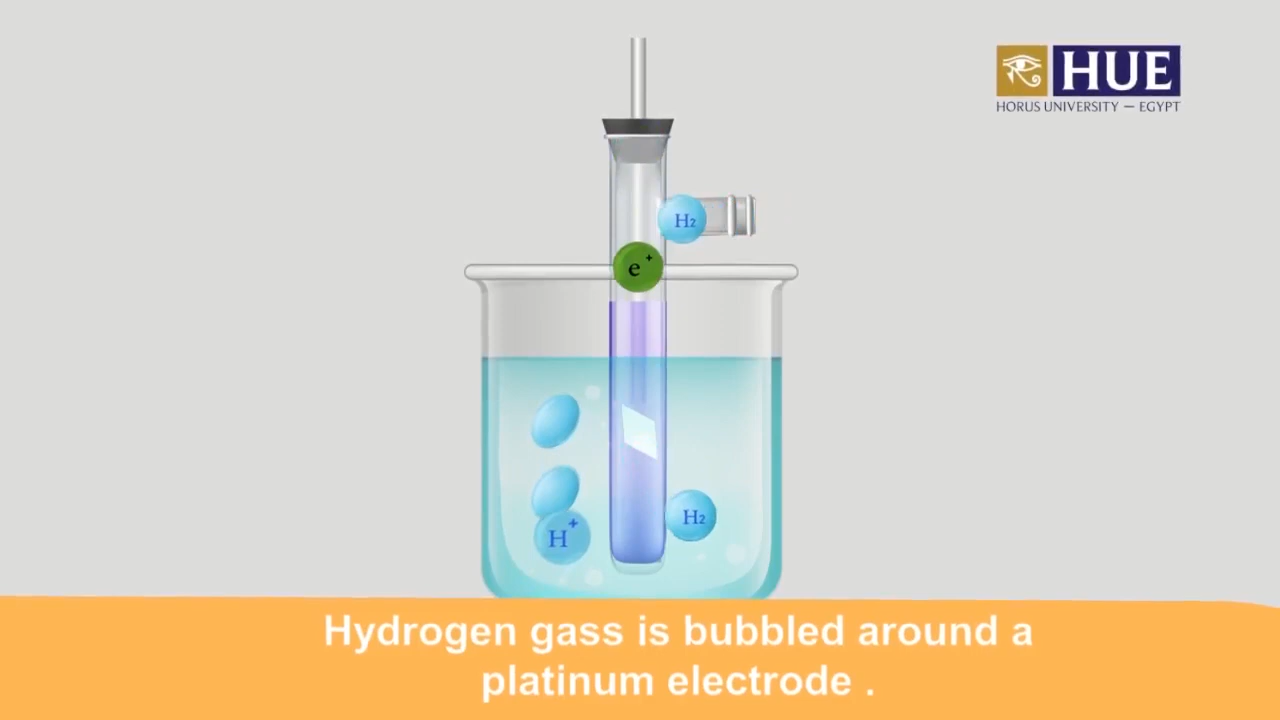 HUE
HORUS UNIVERSITY — EGYPT
H₂
e⁺
H₂
H⁺
Hydrogen gass is bubbled around a
platinum electrode .